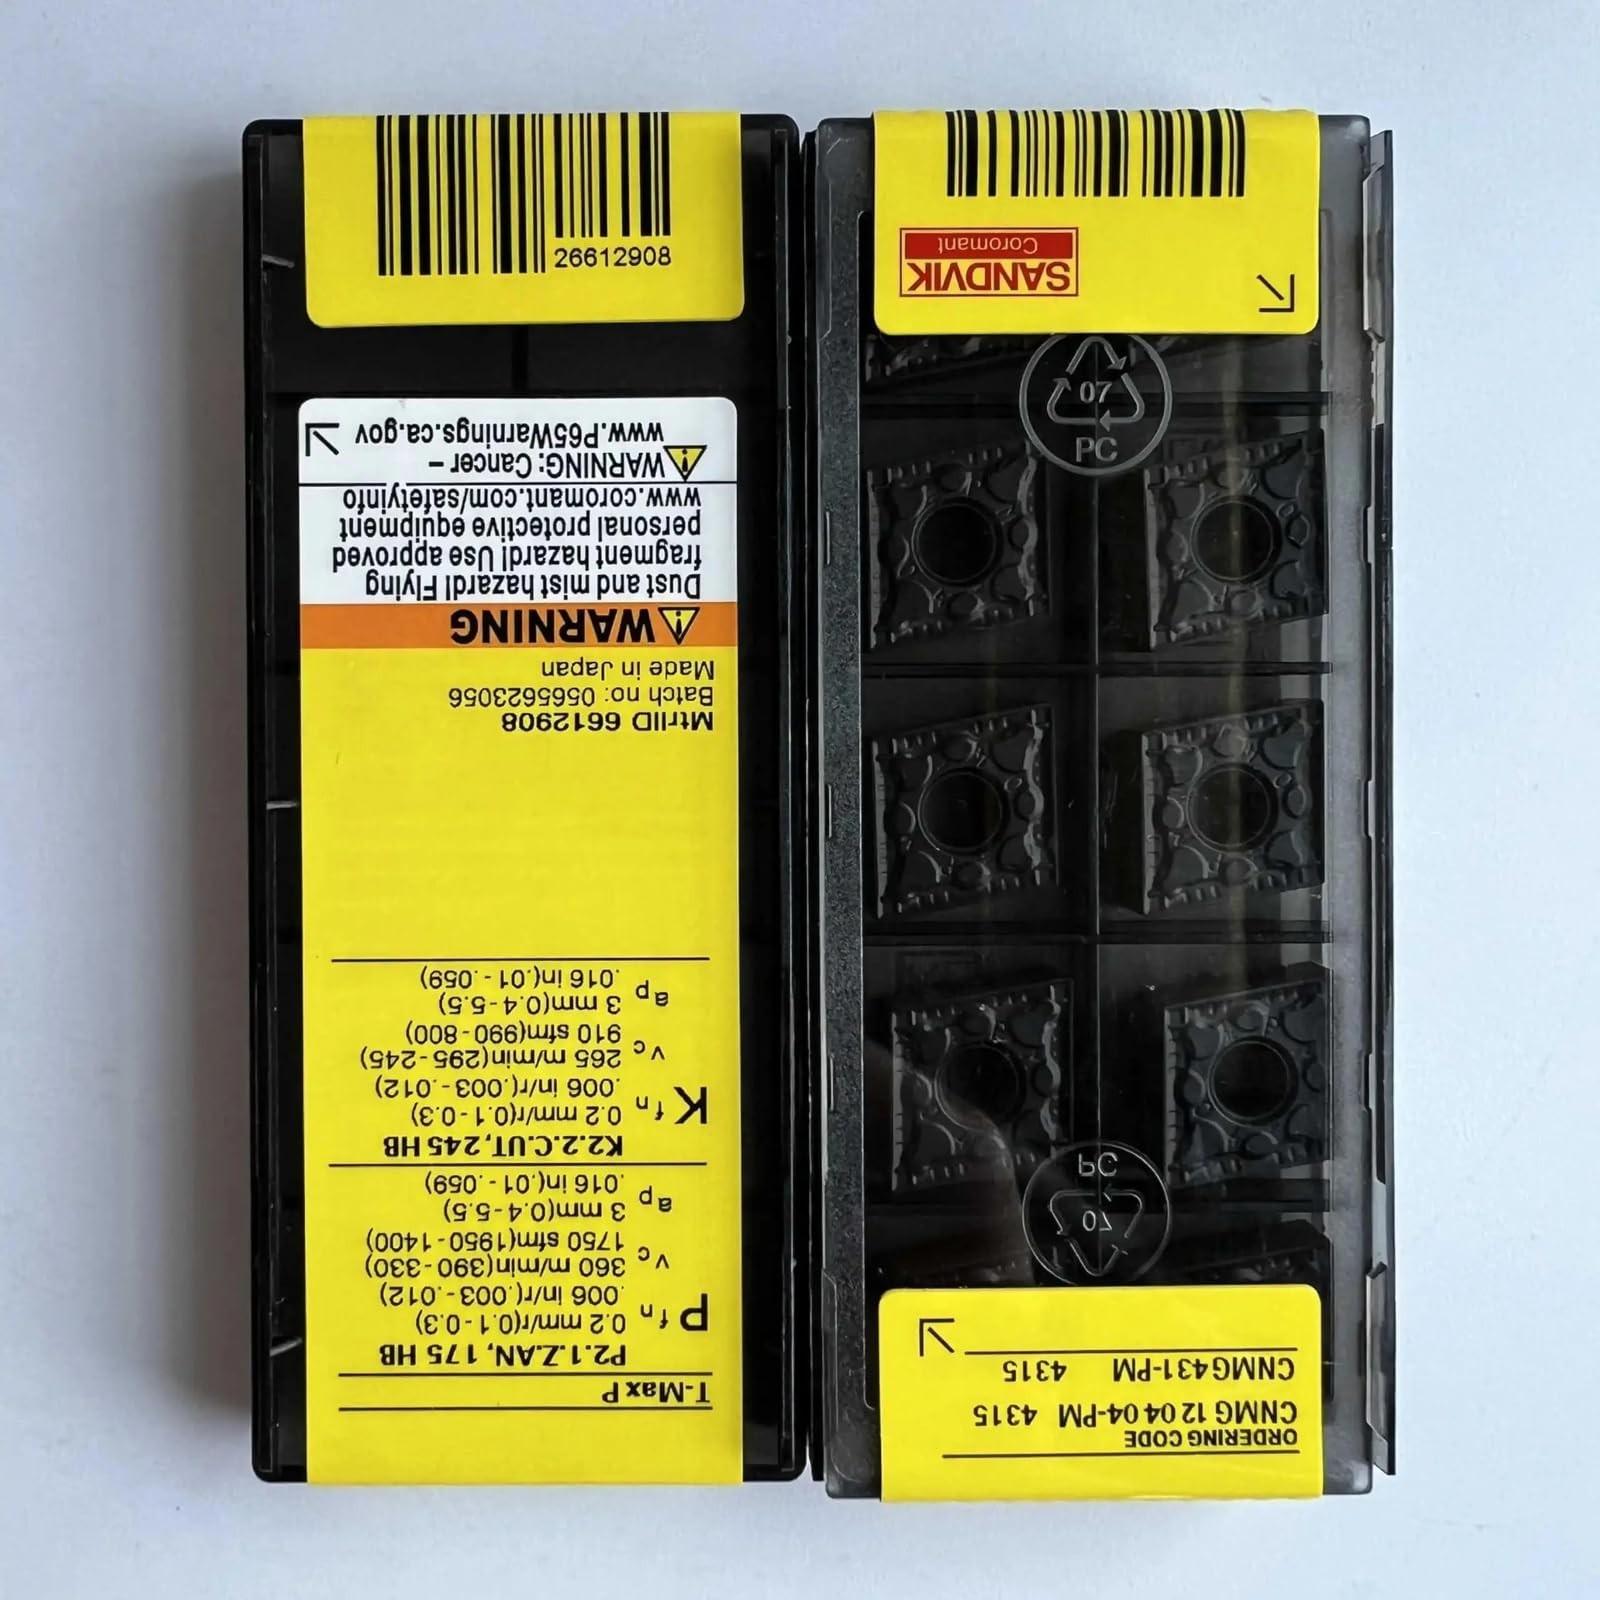 T-Max P
P2.1.Z.AN, 175 HB
P fn 0.2 mm/r(0.1-0.3)
.006 in/r(.003-.012)
vc 360 m/min(390-330)
1750 sfm(1950-1400)
ap 3 mm(0.4-5.5)
.016 in(.01-.059)
K2.2.C.UT, 245 HB
K fn 0.2 mm/r(0.1-0.3)
.006 in/r(.003-.012)
vc 265 m/min(295-245)
910 sfm(990-800)
ap 3 mm(0.4-5.5)
.016 in(.01-.059)
MtrlID 6612908
Batch no: 0565623056
Made in Japan
WARNING
Dust and mist hazard! Flying
fragment hazard! Use approved
personal protective equipment
www.coromant.com/safetyinfo
WARNING: Cancer –
www.P65Warnings.ca.gov
26612908
ORDERING CODE
CNMG 12 04 04-PM 4315
CNMG431-PM 4315
07
PC
07
PC
SANDVIK
Coromant